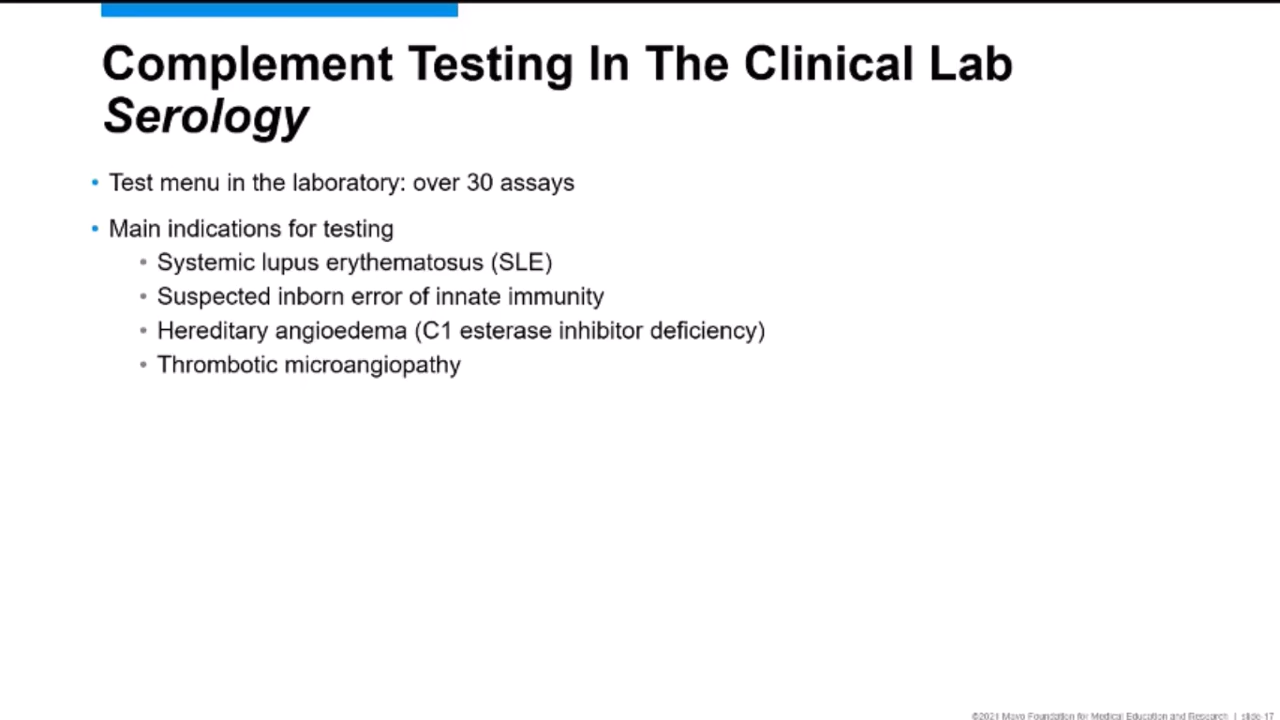 Complement Testing In The Clinical Lab
Serology
• Test menu in the laboratory: over 30 assays
• Main indications for testing
• Systemic lupus erythematosus (SLE)
• Suspected inborn error of innate immunity
• Hereditary angioedema (C1 esterase inhibitor deficiency)
• Thrombotic microangiopathy
©2021 Mayo Foundation for Medical Education and Research | slide-17